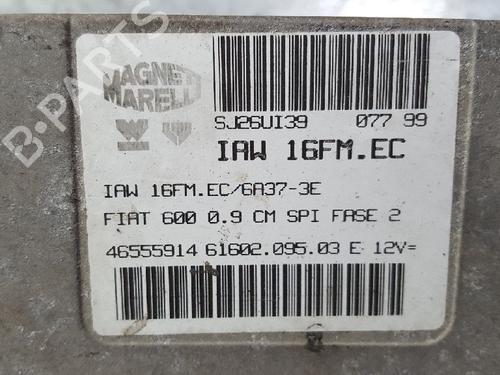 B-PARTS
MAGNETI
MARELLI
SJ26UI39 077 99
IAW 16FM.EC
IAW 16FM.EC/6A37-3E
FIAT 600 0.9 CM SPI FASE 2
46555914 61602.095.03 E 12V=